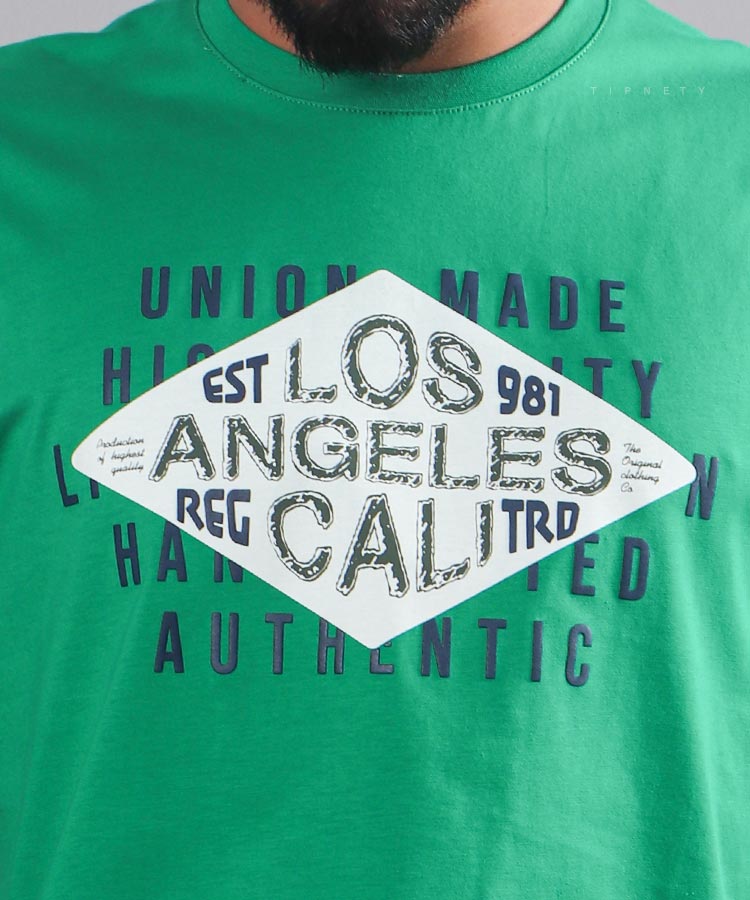 TIPNETY
UNION MADE
LOS
EST 981
ANGELES
Production
of highest
quality
The
Original
clothing
Co.
REG TRD
CALI
AUTHENTIC